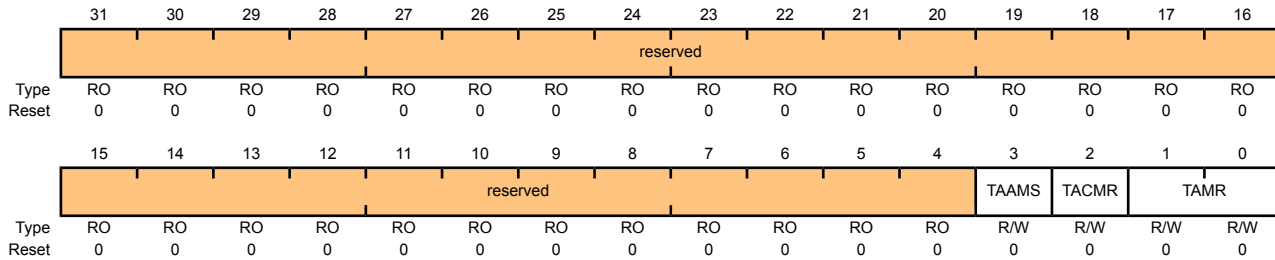 31 30 29 28 27 26 25 24 23 22 21 20 19 18 17 16
reserved
Type RO RO RO RO RO RO RO RO RO RO RO RO RO RO RO RO
Reset 0 0 0 0 0 0 0 0 0 0 0 0 0 0 0 0
15 14 13 12 11 10 9 8 7 6 5 4 3 2 1 0
reserved TAAMS TACMR TAMR
Type RO RO RO RO RO RO RO RO RO RO RO RO R/W R/W R/W R/W
Reset 0 0 0 0 0 0 0 0 0 0 0 0 0 0 0 0